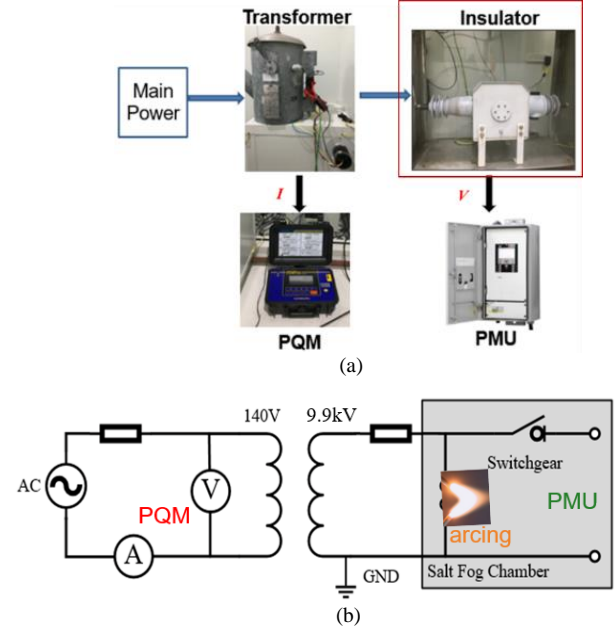 Transformer
Insulator
Main
Power
I
V
PQM
PMU
(a)
140V
9.9kV
AC
V
PQM
A
Switchgear
PMU
arcing
GND
Salt Fog Chamber
(b)